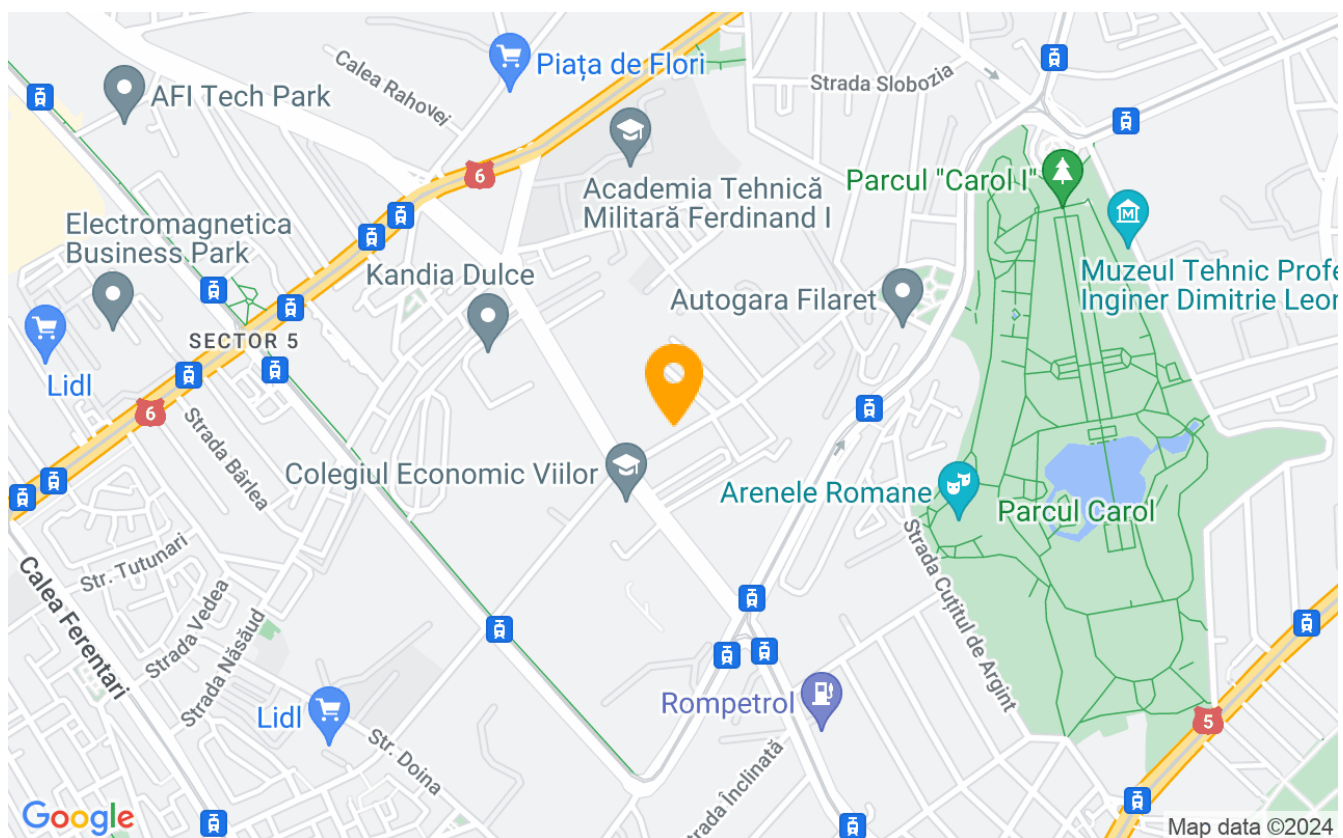 Piața de Flori
Calea Rahovei
Strada Slobozia
AFI Tech Park
6
Academia Tehnică
Militară Ferdinand I
Parcul "Carol I"
Electromagnetica
Business Park
Kandia Dulce
Autogara Filaret
Muzeul Tehnic Profe
Inginer Dimitrie Leor
SECTOR 5
Lidl
6
Strada Bârlea
Colegiul Economic Viilor
Arenele Romane
Parcul Carol
Str. Tutunari
Calea Ferentari
Strada Vedea
Strada Năsăud
Strada Cuțitul de Argint
Rompetrol
Lidl
Str. Doina
5
Strada Înclinată
Google
Map data ©2024